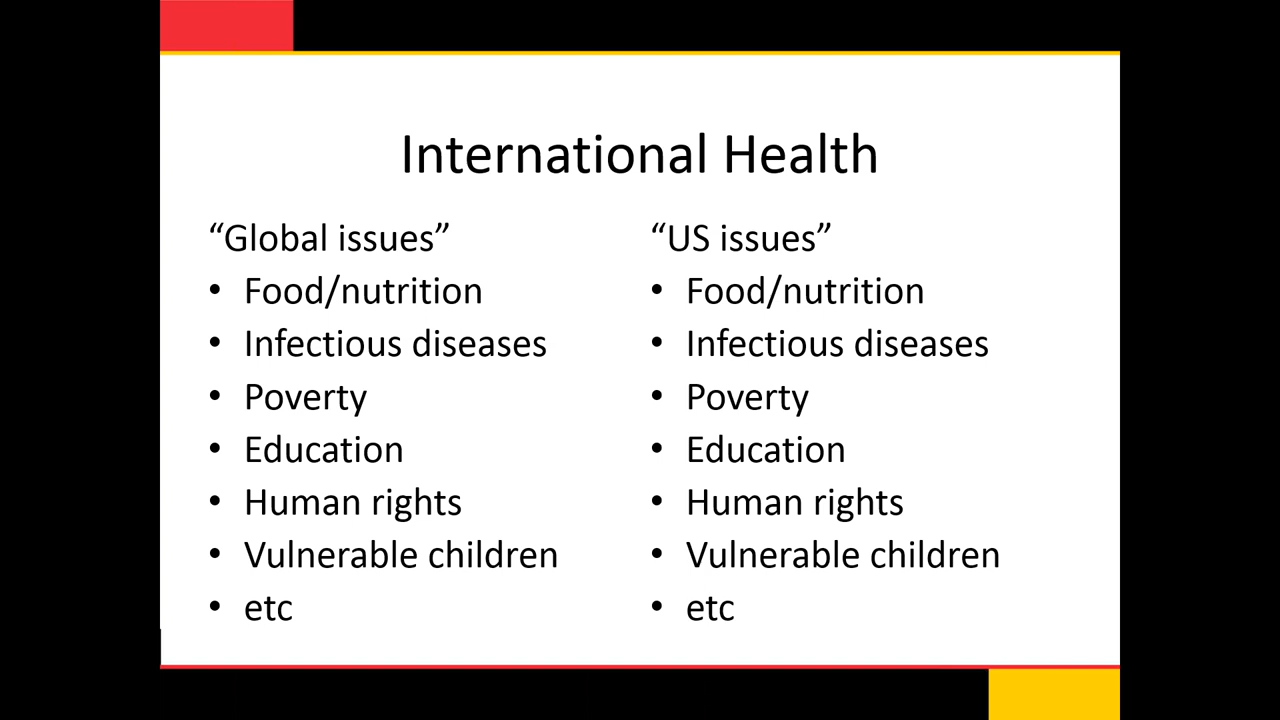 International Health
“Global issues”
• Food/nutrition
• Infectious diseases
• Poverty
• Education
• Human rights
• Vulnerable children
• etc
“US issues”
• Food/nutrition
• Infectious diseases
• Poverty
• Education
• Human rights
• Vulnerable children
• etc